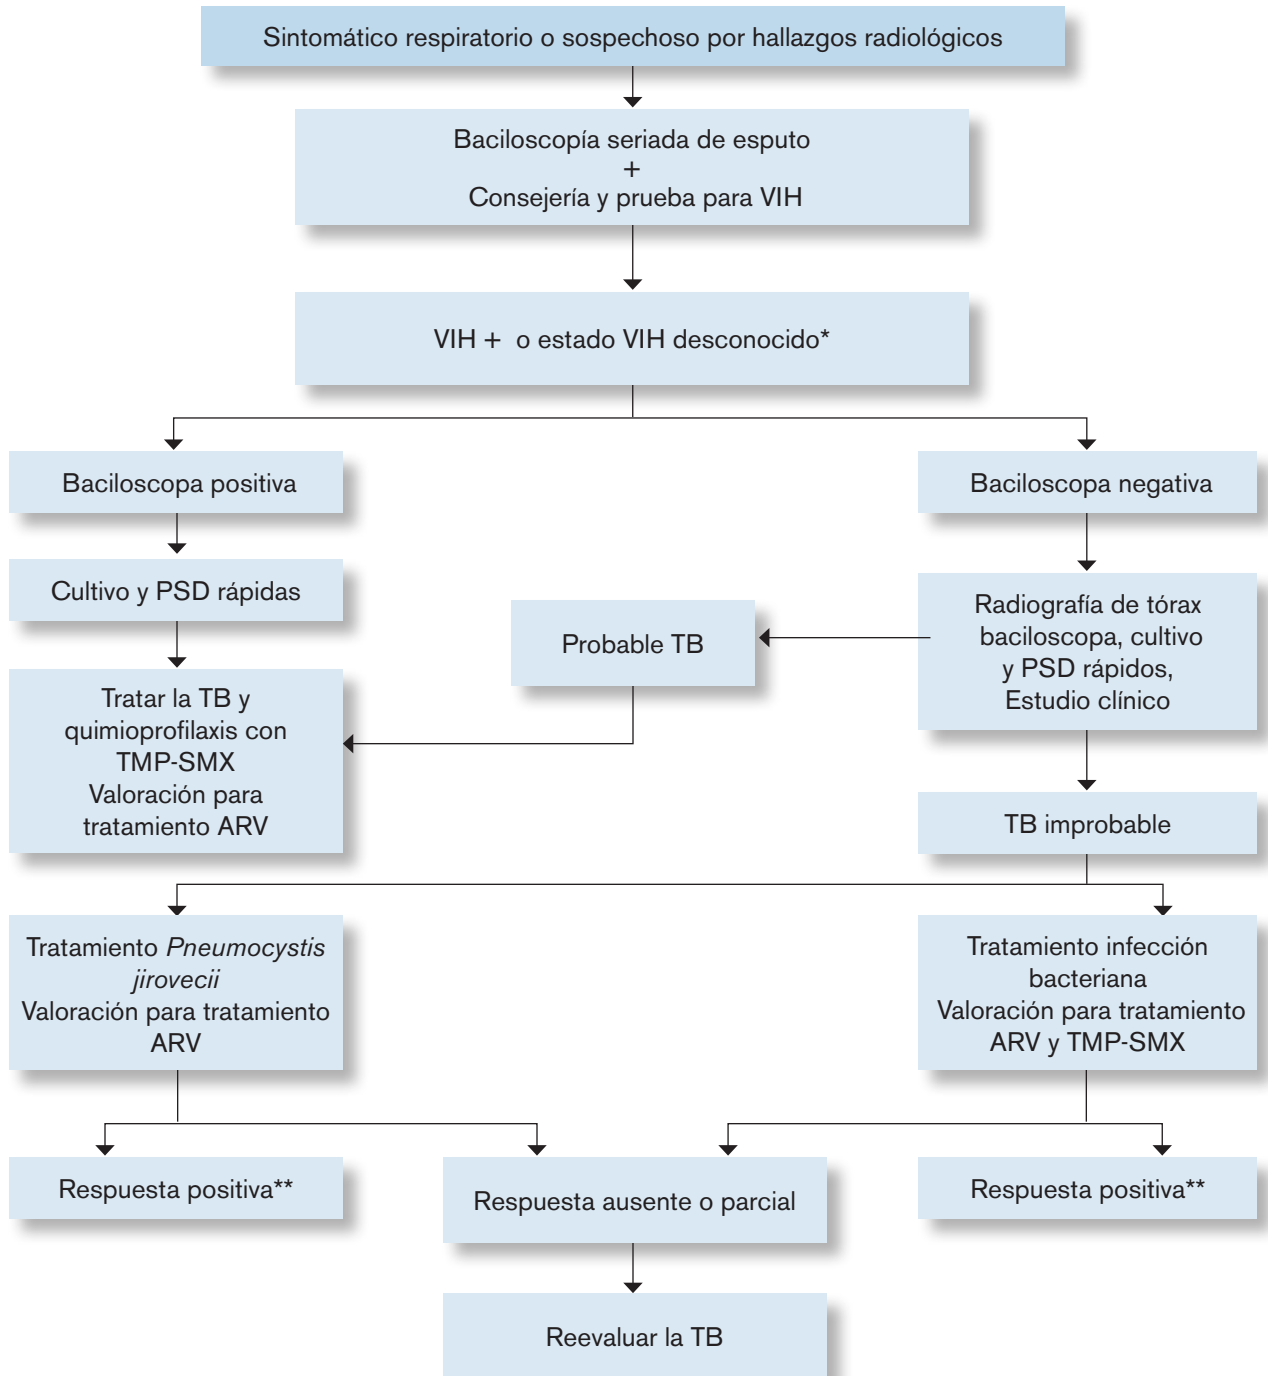 Sintomático respiratorio o sospechoso por hallazgos radiológicos
Baciloscopía seriada de esputo
+
Consejería y prueba para VIH
VIH + o estado VIH desconocido*
Baciloscopa positiva
Baciloscopa negativa
Cultivo y PSD rápidas
Radiografía de tórax
baciloscopa, cultivo
y PSD rápidos,
Estudio clínico
Probable TB
Tratar la TB y
quimioprofilaxis con
TMP-SMX
Valoración para
tratamiento ARV
TB improbable
Tratamiento Pneumocystis
jirovecii
Valoración para tratamiento
ARV
Tratamiento infección
bacteriana
Valoración para tratamiento
ARV y TMP-SMX
Respuesta positiva**
Respuesta ausente o parcial
Respuesta positiva**
Reevaluar la TB